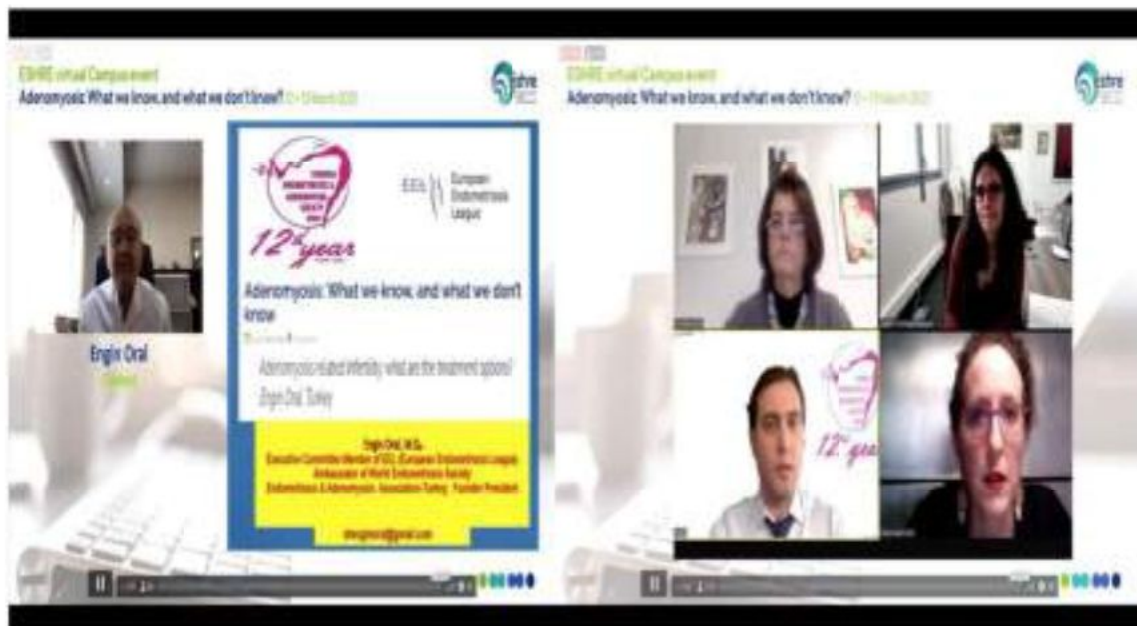 ESHRE virtual Campus event
Adenomyosis: What we know, and what we don't know?
eshre
Engin Oral
12th year
European
Endometriosis
League
Adenomyosis: What we know, and what we don't
know
Adenomyosis related infertility: what are the treatment options?
Engin Oral, Turkey
Engin Oral, M.D.
Executive Committee Member of EEL (European Endometriosis League)
Ambassador of World Endometriosis Society
Endometriosis & Adenomyosis Association-Turkey Founder President
ESHRE virtual Campus event
Adenomyosis: What we know, and what we don't know?
eshre
12th year